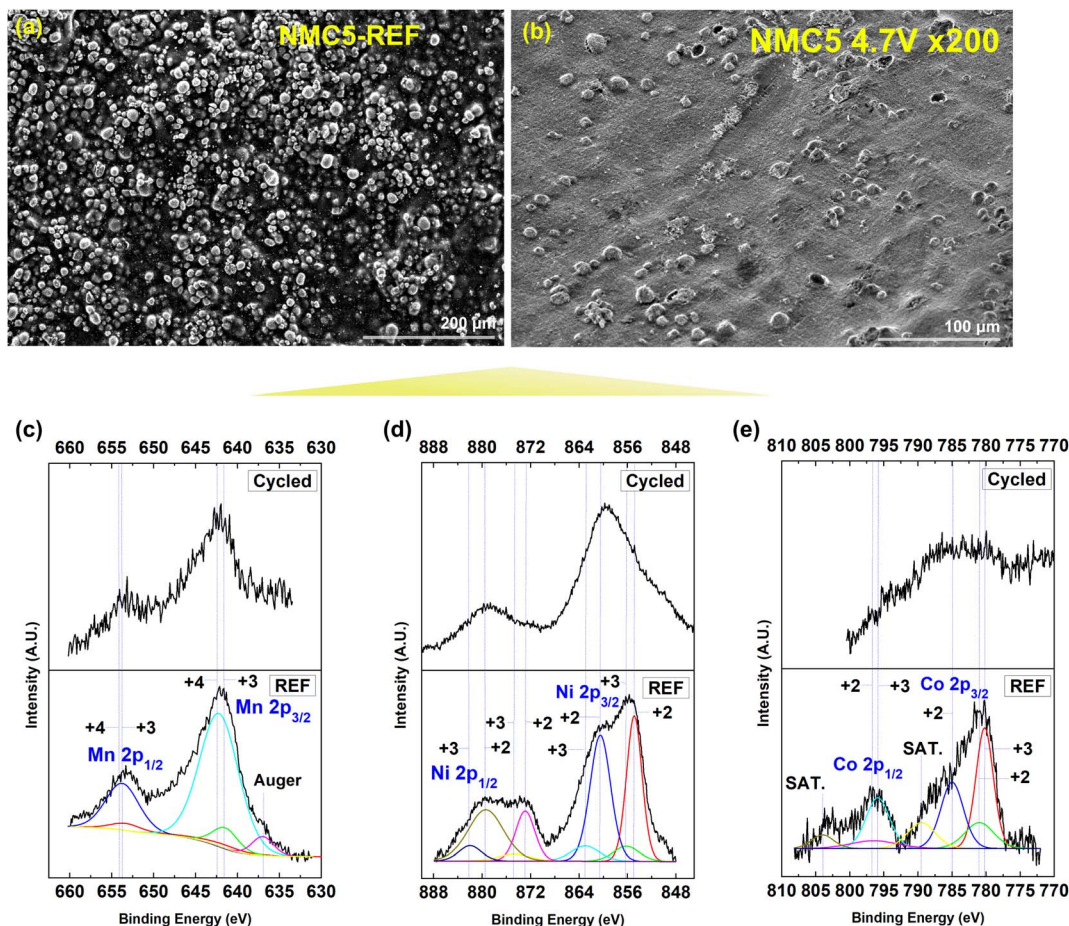 (a)
NMC5-REF
200 µm
(b)
NMC5 4.7V x200
100 µm
(c)
660 655 650 645 640 635 630
Cycled
REF
+4 +3
Mn 2p3/2
+4 +3
Mn 2p1/2
Auger
660 655 650 645 640 635 630
Binding Energy (eV)
Intensity (A.U.)
(d)
888 880 872 864 856 848
Cycled
REF
+3
Ni 2p3/2
+2 +2
+3 +2
+3
+3 +2
Ni 2p1/2
888 880 872 864 856 848
Binding Energy (eV)
Intensity (A.U.)
(e)
810 805 800 795 790 785 780 775 770
Cycled
REF
+2 +3
Co 2p3/2
+2
SAT.
+3
+2
Co 2p1/2
SAT.
810 805 800 795 790 785 780 775 770
Binding Energy (eV)
Intensity (A.U.)